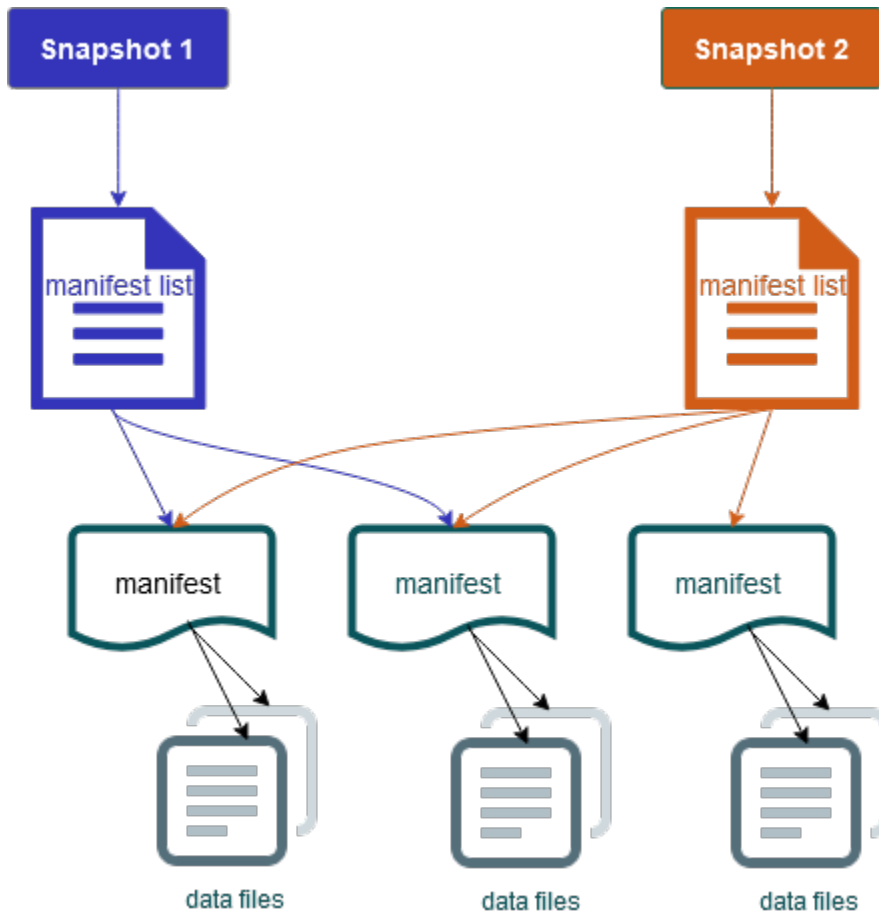 Snapshot 1
Snapshot 2
manifest list
manifest list
manifest
manifest
manifest
data files
data files
data files